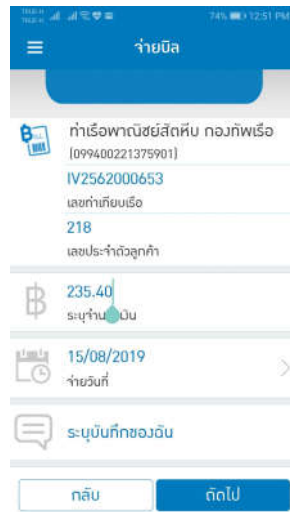 TRUE-H
TRUE-H
74% 12:51 PM
จ่ายบิล
ท่าเรือพาณิชย์สัตหีบ กองทัพเรือ
(099400221375901)
IV2562000653
เลขท่าเทียบเรือ
218
เลขประจำตัวลูกค้า
235.40
15/08/2019
จ่ายวันที่
ระบุบันทึกของฉัน
กลับ
ถัดไป